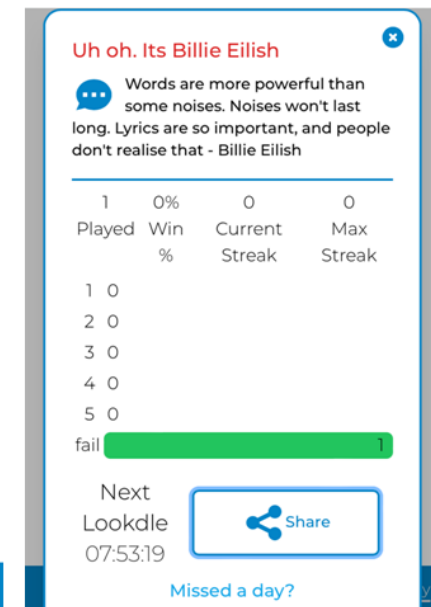 Uh oh. Its Billie Eilish
Words are more powerful than
some noises. Noises won't last
long. Lyrics are so important, and people
don't realise that - Billie Eilish
1 0% 0 0
Played Win Current Max
% Streak Streak
1 0
2 0
3 0
4 0
5 0
fail 1
Next
Lookdle
07:53:19
Share
Missed a day?
y